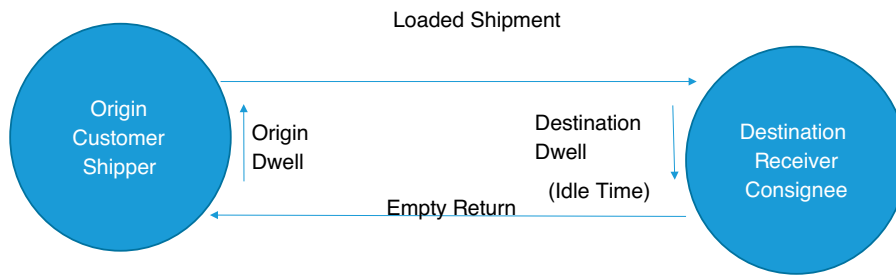 Loaded Shipment
Origin
Customer
Shipper
Origin
Dwell
Destination
Dwell
(Idle Time)
Destination
Receiver
Consignee
Empty Return